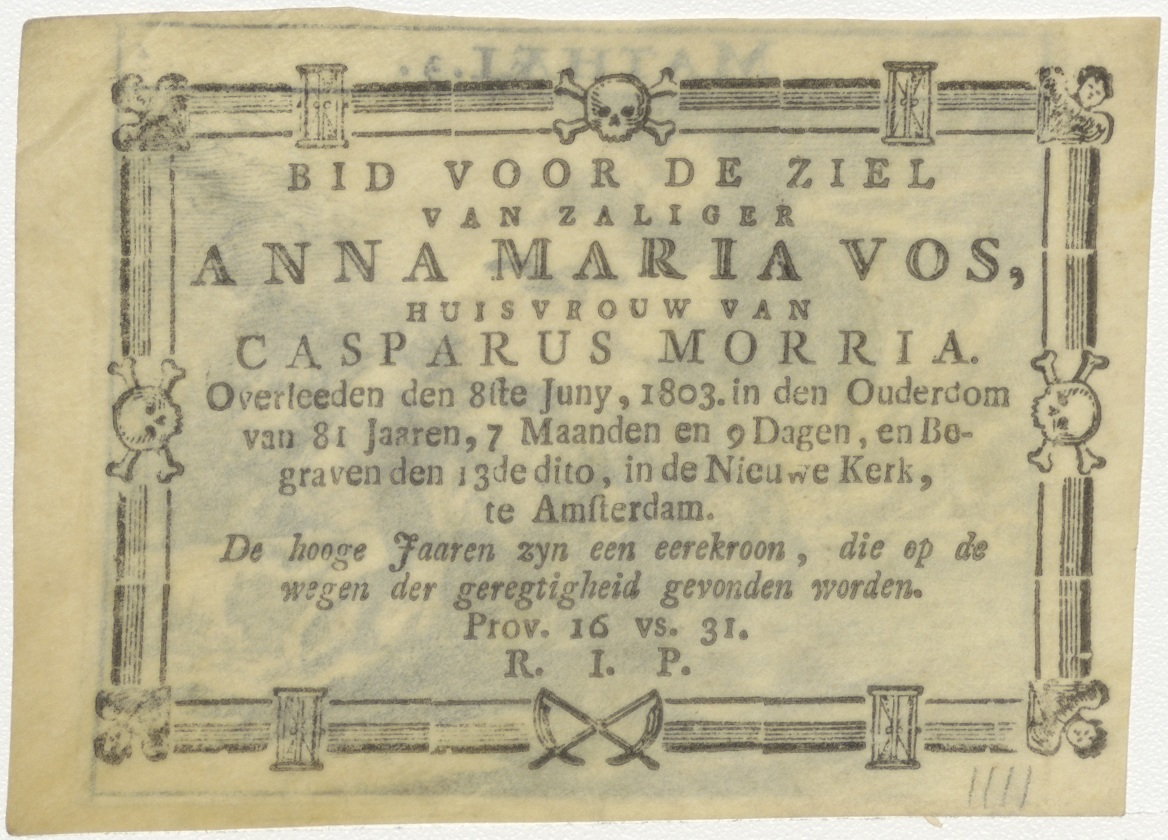 BID VOOR DE ZIEL
VAN ZALIGER
ANNA MARIA VOS,
HUISVROUW VAN
CASPARUS MORRIA.
Overleeden den 8ſte Juny, 1803. in den Ouderdom
van 81 Jaaren, 7 Maanden en 9 Dagen, en Be-
graven den 13de dito, in de Nieuwe Kerk,
te Amſterdam.
De hooge Jaaren zyn een eerekroon, die op de
wegen der geregtigheid gevonden worden.
Prov. 16 vs. 31.
R. I. P.